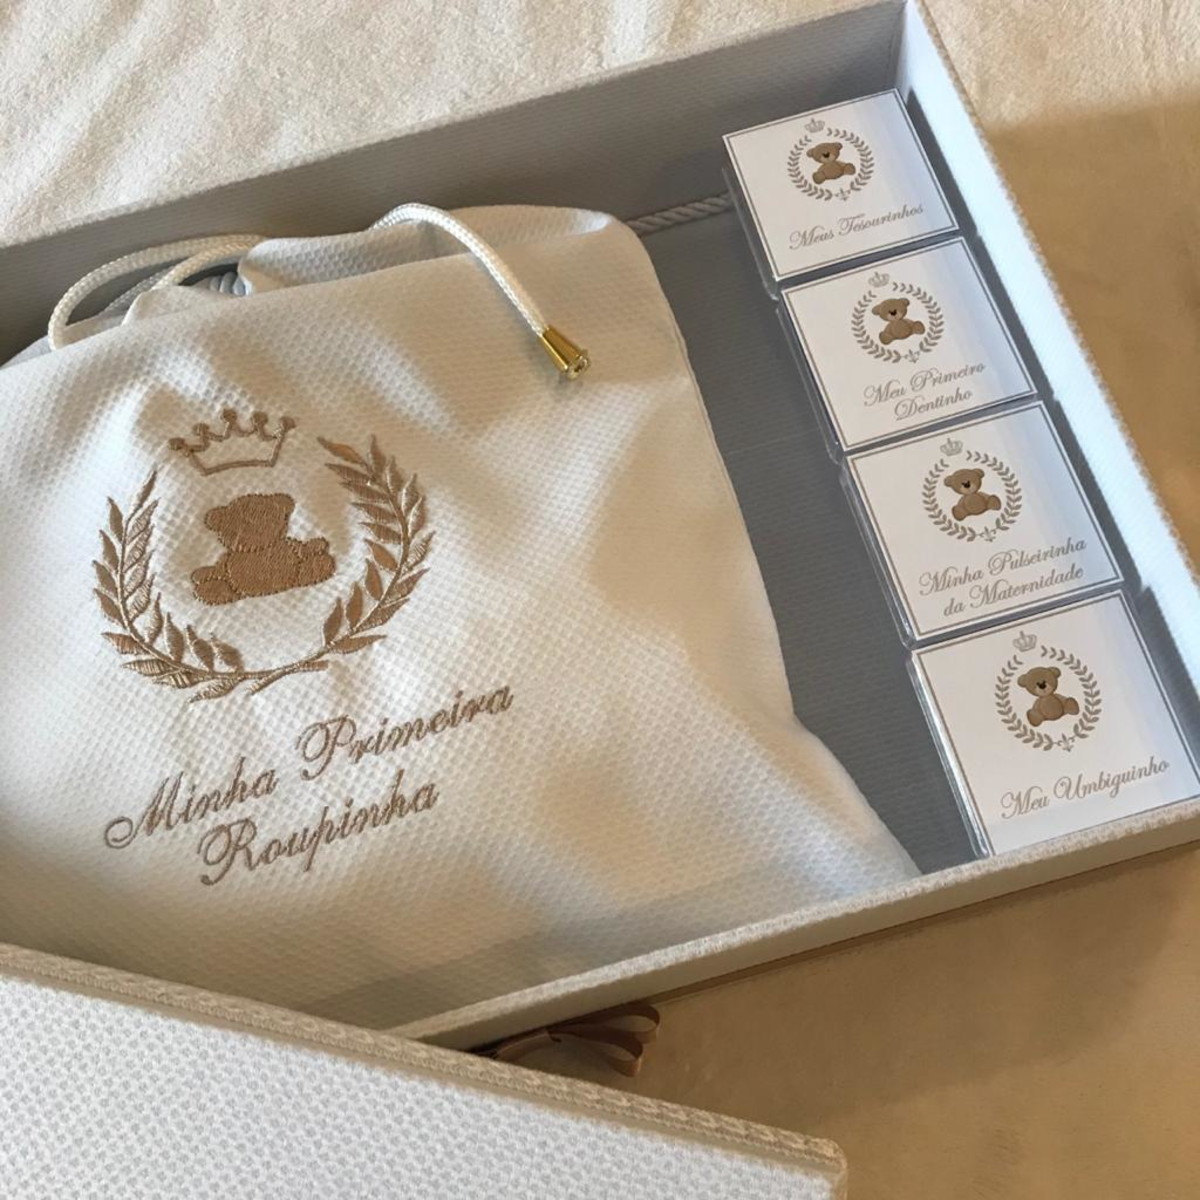 Minha Primeira
Roupinha
Meus Tesourinhos
Meu Primeiro
Dentinho
Minha Pulseirinha
da Maternidade
Meu Umbiguinho